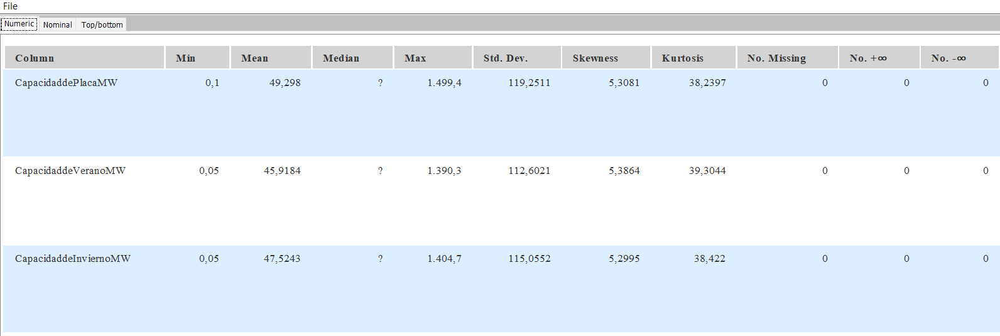 File
Numeric Nominal Top/bottom
Column Min Mean Median Max Std. Dev. Skewness Kurtosis No. Missing No. +∞ No. -∞
CapacidaddePlacaMW 0,1 49,298 ? 1.499,4 119,2511 5,3081 38,2397 0 0 0
CapacidaddeVeranoMW 0,05 45,9184 ? 1.390,3 112,6021 5,3864 39,3044 0 0 0
CapacidaddeInviernoMW 0,05 47,5243 ? 1.404,7 115,0552 5,2995 38,422 0 0 0